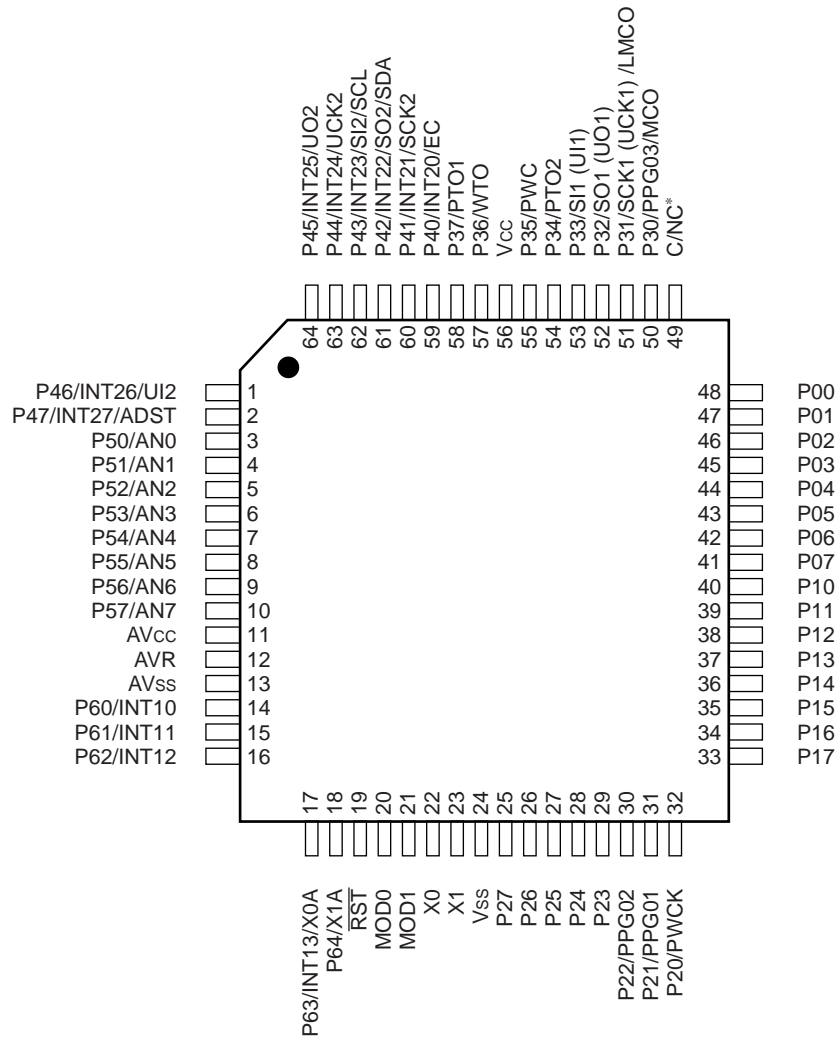 P45/INT25/UO2
P44/INT24/UCK2
P43/INT23/SI2/SCL
P42/INT22/SO2/SDA
P41/INT21/SCK2
P40/INT20/EC
P37/PTO1
P36/WTO
Vcc
P35/PWC
P34/PTO2
P33/SI1 (UI1)
P32/SO1 (UO1)
P31/SCK1 (UCK1) /LMCO
P30/PPG03/MCO
C/NC*
64
63
62
61
60
59
58
57
56
55
54
53
52
51
50
49
P46/INT26/UI2 1
P47/INT27/ADST 2
P50/AN0 3
P51/AN1 4
P52/AN2 5
P53/AN3 6
P54/AN4 7
P55/AN5 8
P56/AN6 9
P57/AN7 10
AVcc 11
AVR 12
AVss 13
P60/INT10 14
P61/INT11 15
P62/INT12 16
48 P00
47 P01
46 P02
45 P03
44 P04
43 P05
42 P06
41 P07
40 P10
39 P11
38 P12
37 P13
36 P14
35 P15
34 P16
33 P17
17
18
19
20
21
22
23
24
25
26
27
28
29
30
31
32
P63/INT13/X0A
P64/X1A
RST
MOD0
MOD1
X0
X1
Vss
P27
P26
P25
P24
P23
P22/PPG02
P21/PPG01
P20/PWCK